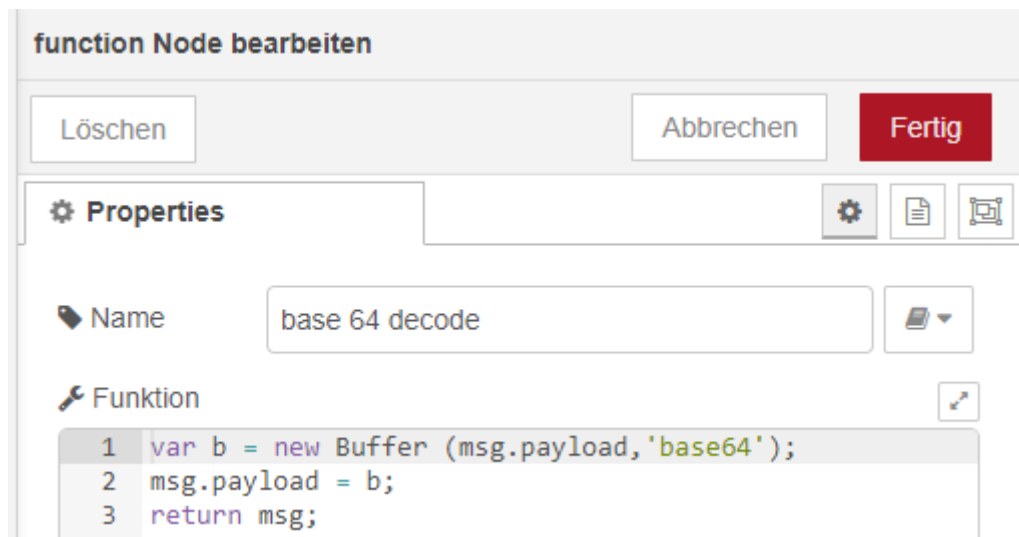 function Node bearbeiten
Löschen Abbrechen Fertig
Properties
Name base 64 decode
Funktion
1 var b = new Buffer (msg.payload,'base64');
2 msg.payload = b;
3 return msg;